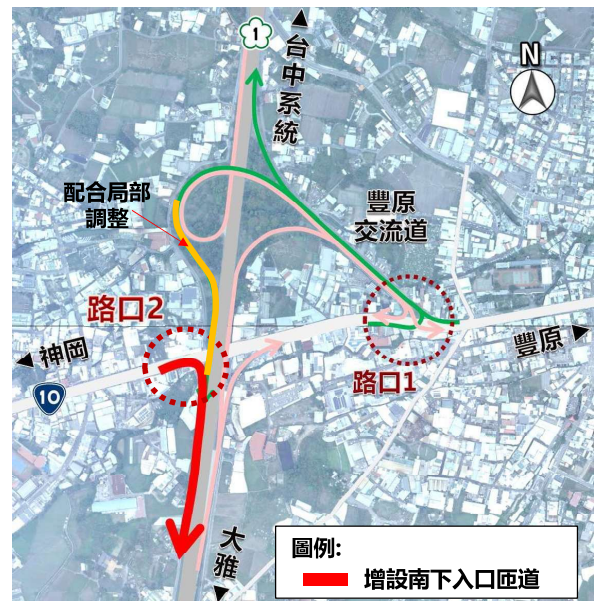 1
▲台中系統
N
配合局部
調整
豐原
交流道
路口2
◀神岡
10
路口1
豐原▶
大雅▼
圖例:
增設南下入口匝道